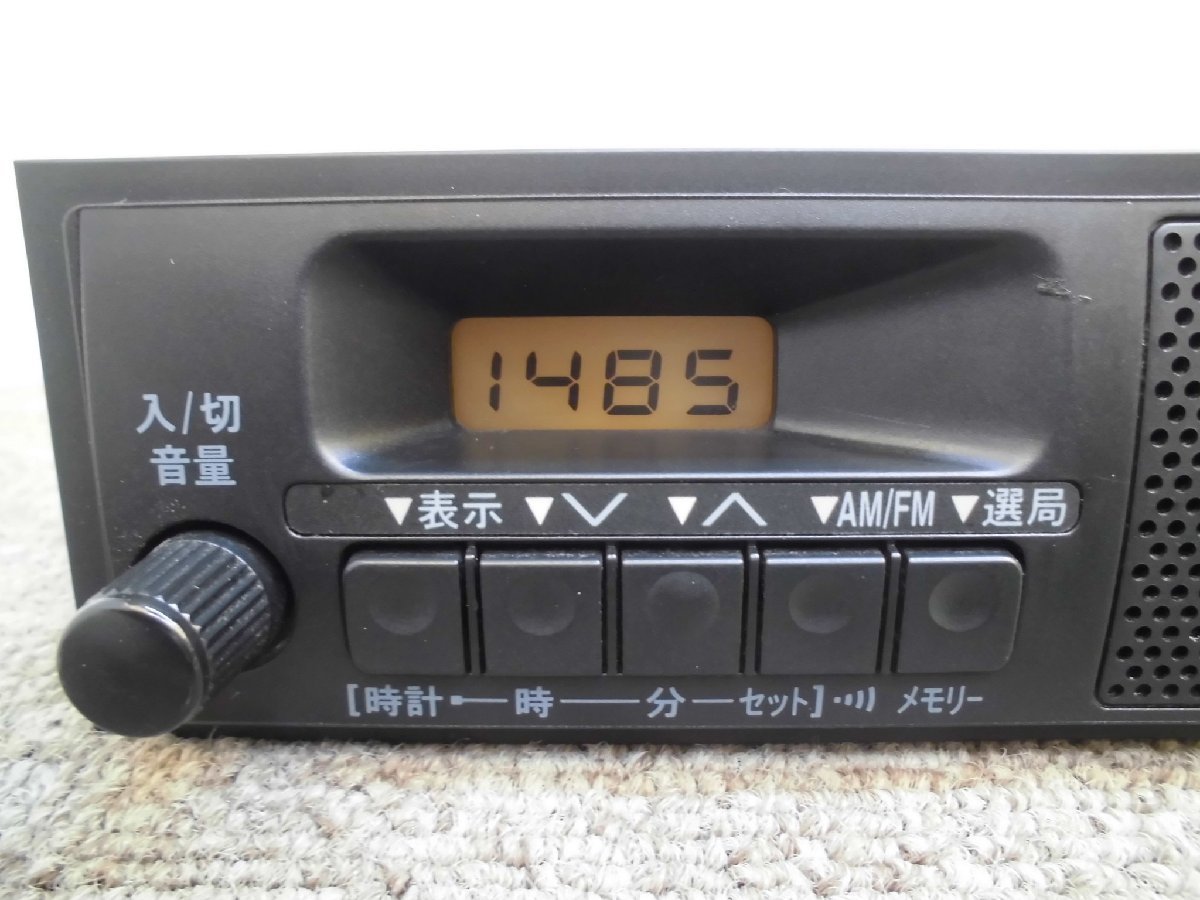 1485
入/切
音量
▼表示 ▼∨ ▼∧ ▼AM/FM ▼選局
[時計 時 分 セット] メモリー